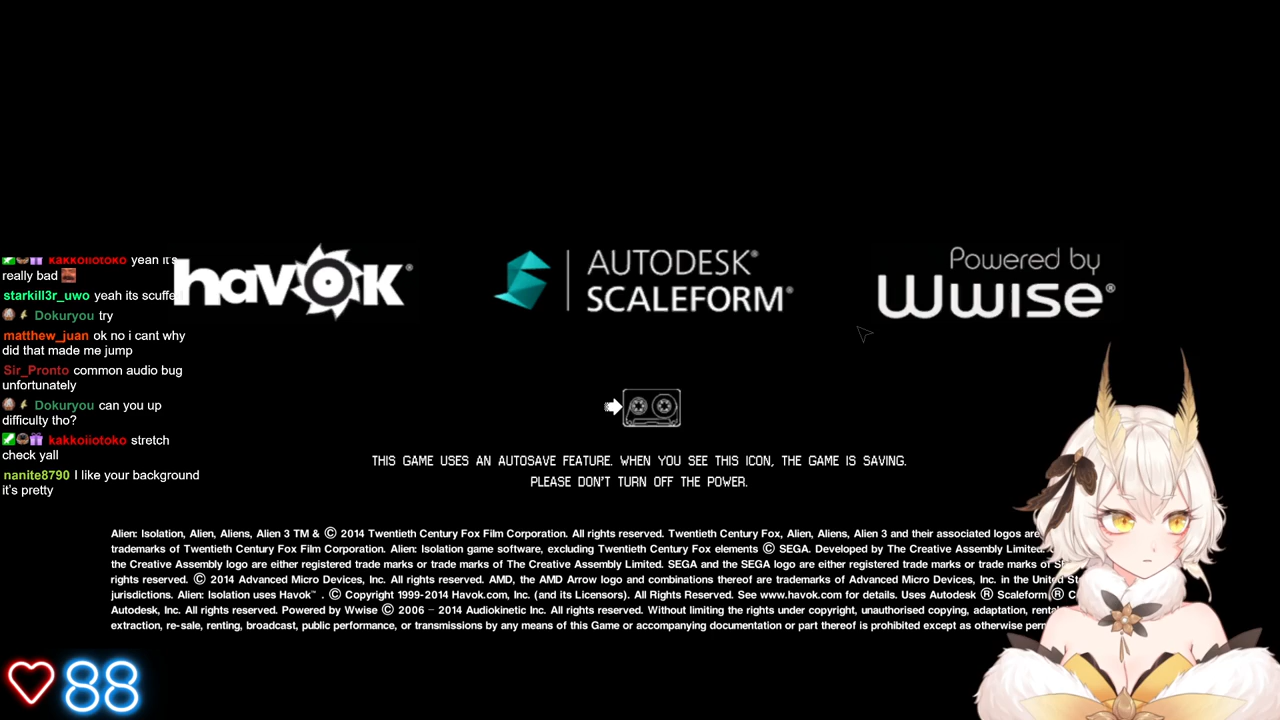 kakkoiiotoko yeah it's
really bad
starkill3r_uwo yeah its scuffe
Dokuryou try
matthew_juan ok no i cant why
did that made me jump
Sir_Pronto common audio bug
unfortunately
Dokuryou can you up
difficulty tho?
kakkoiiotoko stretch
check yall
nanite8790 I like your background
it's pretty
haVOK®
AUTODESK®
SCALEFORM®
Powered by
Wwise®
THIS GAME USES AN AUTOSAVE FEATURE. WHEN YOU SEE THIS ICON, THE GAME IS SAVING.
PLEASE DON'T TURN OFF THE POWER.
Alien: Isolation, Alien, Aliens, Alien 3 TM & © 2014 Twentieth Century Fox Film Corporation. All rights reserved. Twentieth Century Fox, Alien, Aliens, Alien 3 and their associated logos are
trademarks of Twentieth Century Fox Film Corporation. Alien: Isolation game software, excluding Twentieth Century Fox elements © SEGA. Developed by The Creative Assembly Limited.
the Creative Assembly logo are either registered trade marks or trade marks of The Creative Assembly Limited. SEGA and the SEGA logo are either registered trade marks or trade marks of
rights reserved. © 2014 Advanced Micro Devices, Inc. All rights reserved. AMD, the AMD Arrow logo and combinations thereof are trademarks of Advanced Micro Devices, Inc. in the United
jurisdictions. Alien: Isolation uses Havok™ . © Copyright 1999-2014 Havok.com, Inc. (and its Licensors). All Rights Reserved. See www.havok.com for details. Uses Autodesk ® Scaleform ®
Autodesk, Inc. All rights reserved. Powered by Wwise © 2006 – 2014 Audiokinetic Inc. All rights reserved. Without limiting the rights under copyright, unauthorised copying, adaptation,
extraction, re-sale, renting, broadcast, public performance, or transmissions by any means of this Game or accompanying documentation or part thereof is prohibited except as otherwise
88